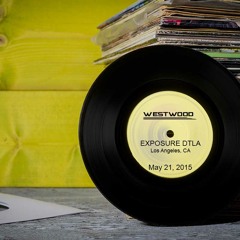 WESTWOOD
EXPOSURE DTLA
Los Angeles, CA
May 21, 2015